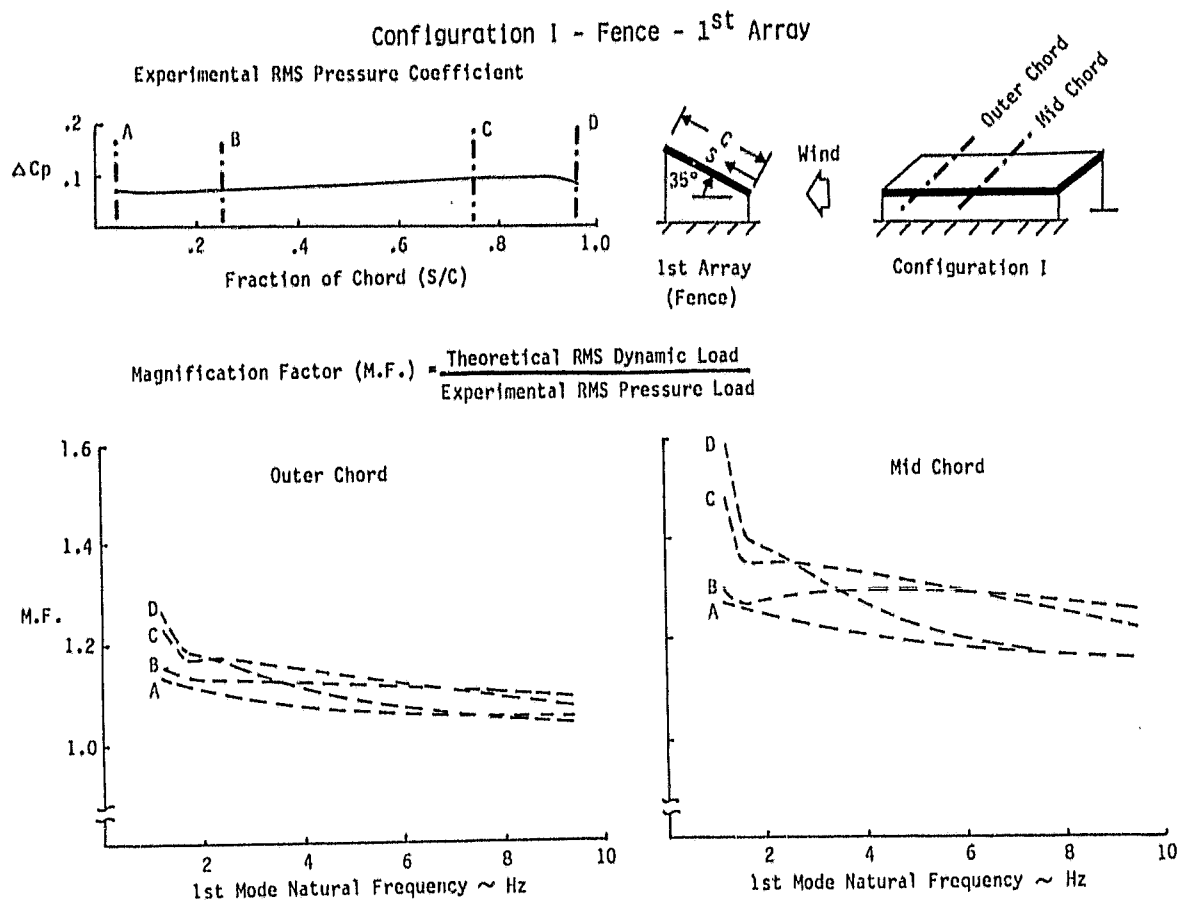 Configuration I - Fence - 1st Array
Experimental RMS Pressure Coefficient
.2
A
B
C
D
ΔCp
.1
.2
.4
.6
.8
1.0
Fraction of Chord (S/C)
C
S
35°
1st Array
(Fence)
Wind
Outer Chord
Mid Chord
Configuration I
Magnification Factor (M.F.) = Theoretical RMS Dynamic Load
Experimental RMS Pressure Load
1.6
Outer Chord
1.4
M.F.
D
C
1.2
B
A
1.0
2
4
6
8
10
1st Mode Natural Frequency ~ Hz
Mid Chord
D
C
B
A
2
4
6
8
10
1st Mode Natural Frequency ~ Hz